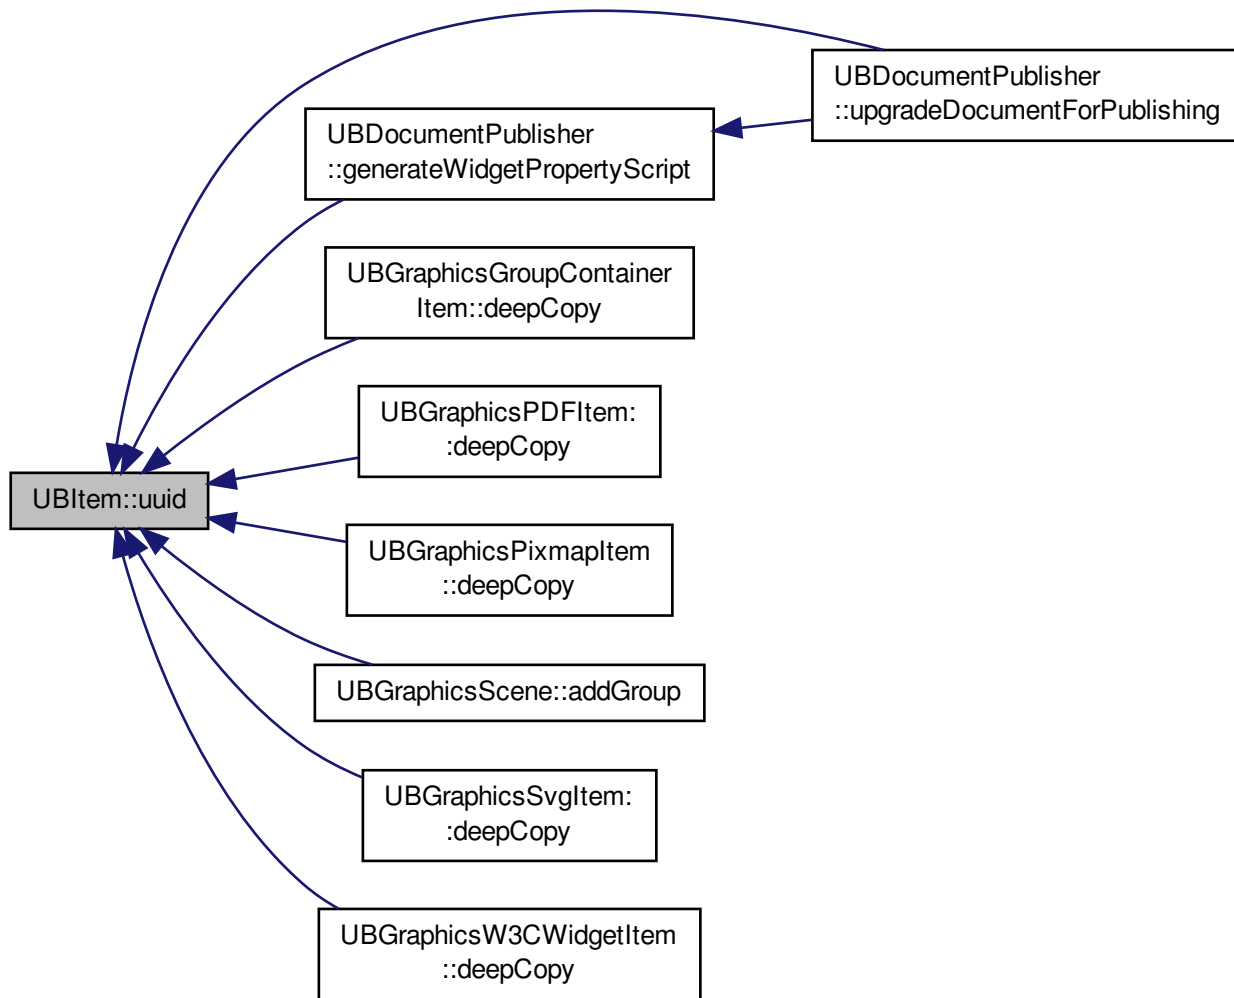 UBDocumentPublisher
::upgradeDocumentForPublishing
UBDocumentPublisher
::generateWidgetPropertyScript
UBGraphicsGroupContainer
Item::deepCopy
UBGraphicsPDFItem:
:deepCopy
UBItem::uuid
UBGraphicsPixmapItem
::deepCopy
UBGraphicsScene::addGroup
UBGraphicsSvgItem:
:deepCopy
UBGraphicsW3CWidgetItem
::deepCopy